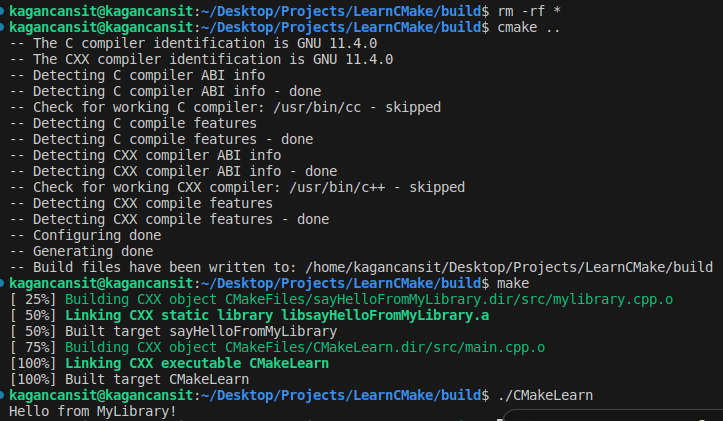 kagancansit@kagancansit:~/Desktop/Projects/LearnCMake/build$ rm -rf *
kagancansit@kagancansit:~/Desktop/Projects/LearnCMake/build$ cmake ..
-- The C compiler identification is GNU 11.4.0
-- The CXX compiler identification is GNU 11.4.0
-- Detecting C compiler ABI info
-- Detecting C compiler ABI info - done
-- Check for working C compiler: /usr/bin/cc - skipped
-- Detecting C compile features
-- Detecting C compile features - done
-- Detecting CXX compiler ABI info
-- Detecting CXX compiler ABI info - done
-- Check for working CXX compiler: /usr/bin/c++ - skipped
-- Detecting CXX compile features
-- Detecting CXX compile features - done
-- Configuring done
-- Generating done
-- Build files have been written to: /home/kagancansit/Desktop/Projects/LearnCMake/build
kagancansit@kagancansit:~/Desktop/Projects/LearnCMake/build$ make
[ 25%] Building CXX object CMakeFiles/sayHelloFromMyLibrary.dir/src/mylibrary.cpp.o
[ 50%] Linking CXX static library libsayHelloFromMyLibrary.a
[ 50%] Built target sayHelloFromMyLibrary
[ 75%] Building CXX object CMakeFiles/CMakeLearn.dir/src/main.cpp.o
[100%] Linking CXX executable CMakeLearn
[100%] Built target CMakeLearn
kagancansit@kagancansit:~/Desktop/Projects/LearnCMake/build$ ./CMakeLearn
Hello from MyLibrary!